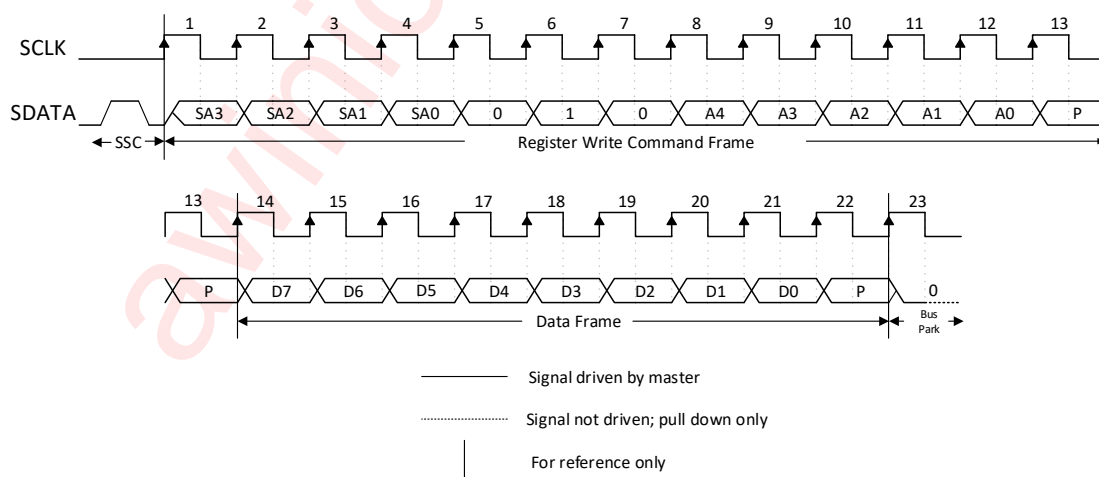 1 2 3 4 5 6 7 8 9 10 11 12 13
SCLK
SDATA SA3 SA2 SA1 SA0 0 1 0 A4 A3 A2 A1 A0 P
SSC Register Write Command Frame
13 14 15 16 17 18 19 20 21 22 23
P D7 D6 D5 D4 D3 D2 D1 D0 P 0
Data Frame Bus
Park
Signal driven by master
Signal not driven; pull down only
For reference only
awinic